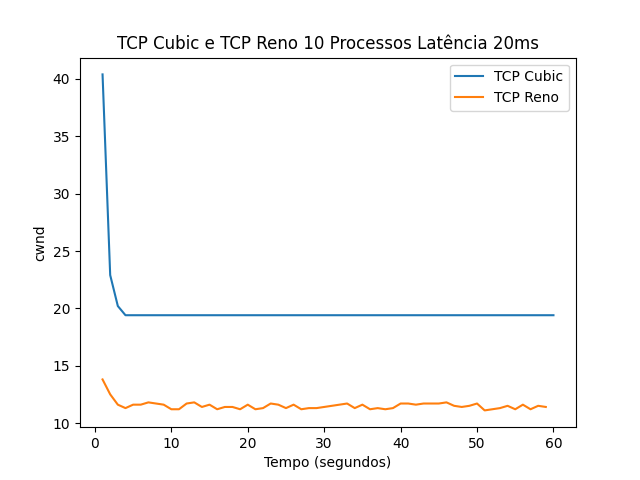 TCP Cubic e TCP Reno 10 Processos Latência 20ms
TCP Cubic
TCP Reno
cwnd
40
35
30
25
20
15
10
0 10 20 30 40 50 60
Tempo (segundos)